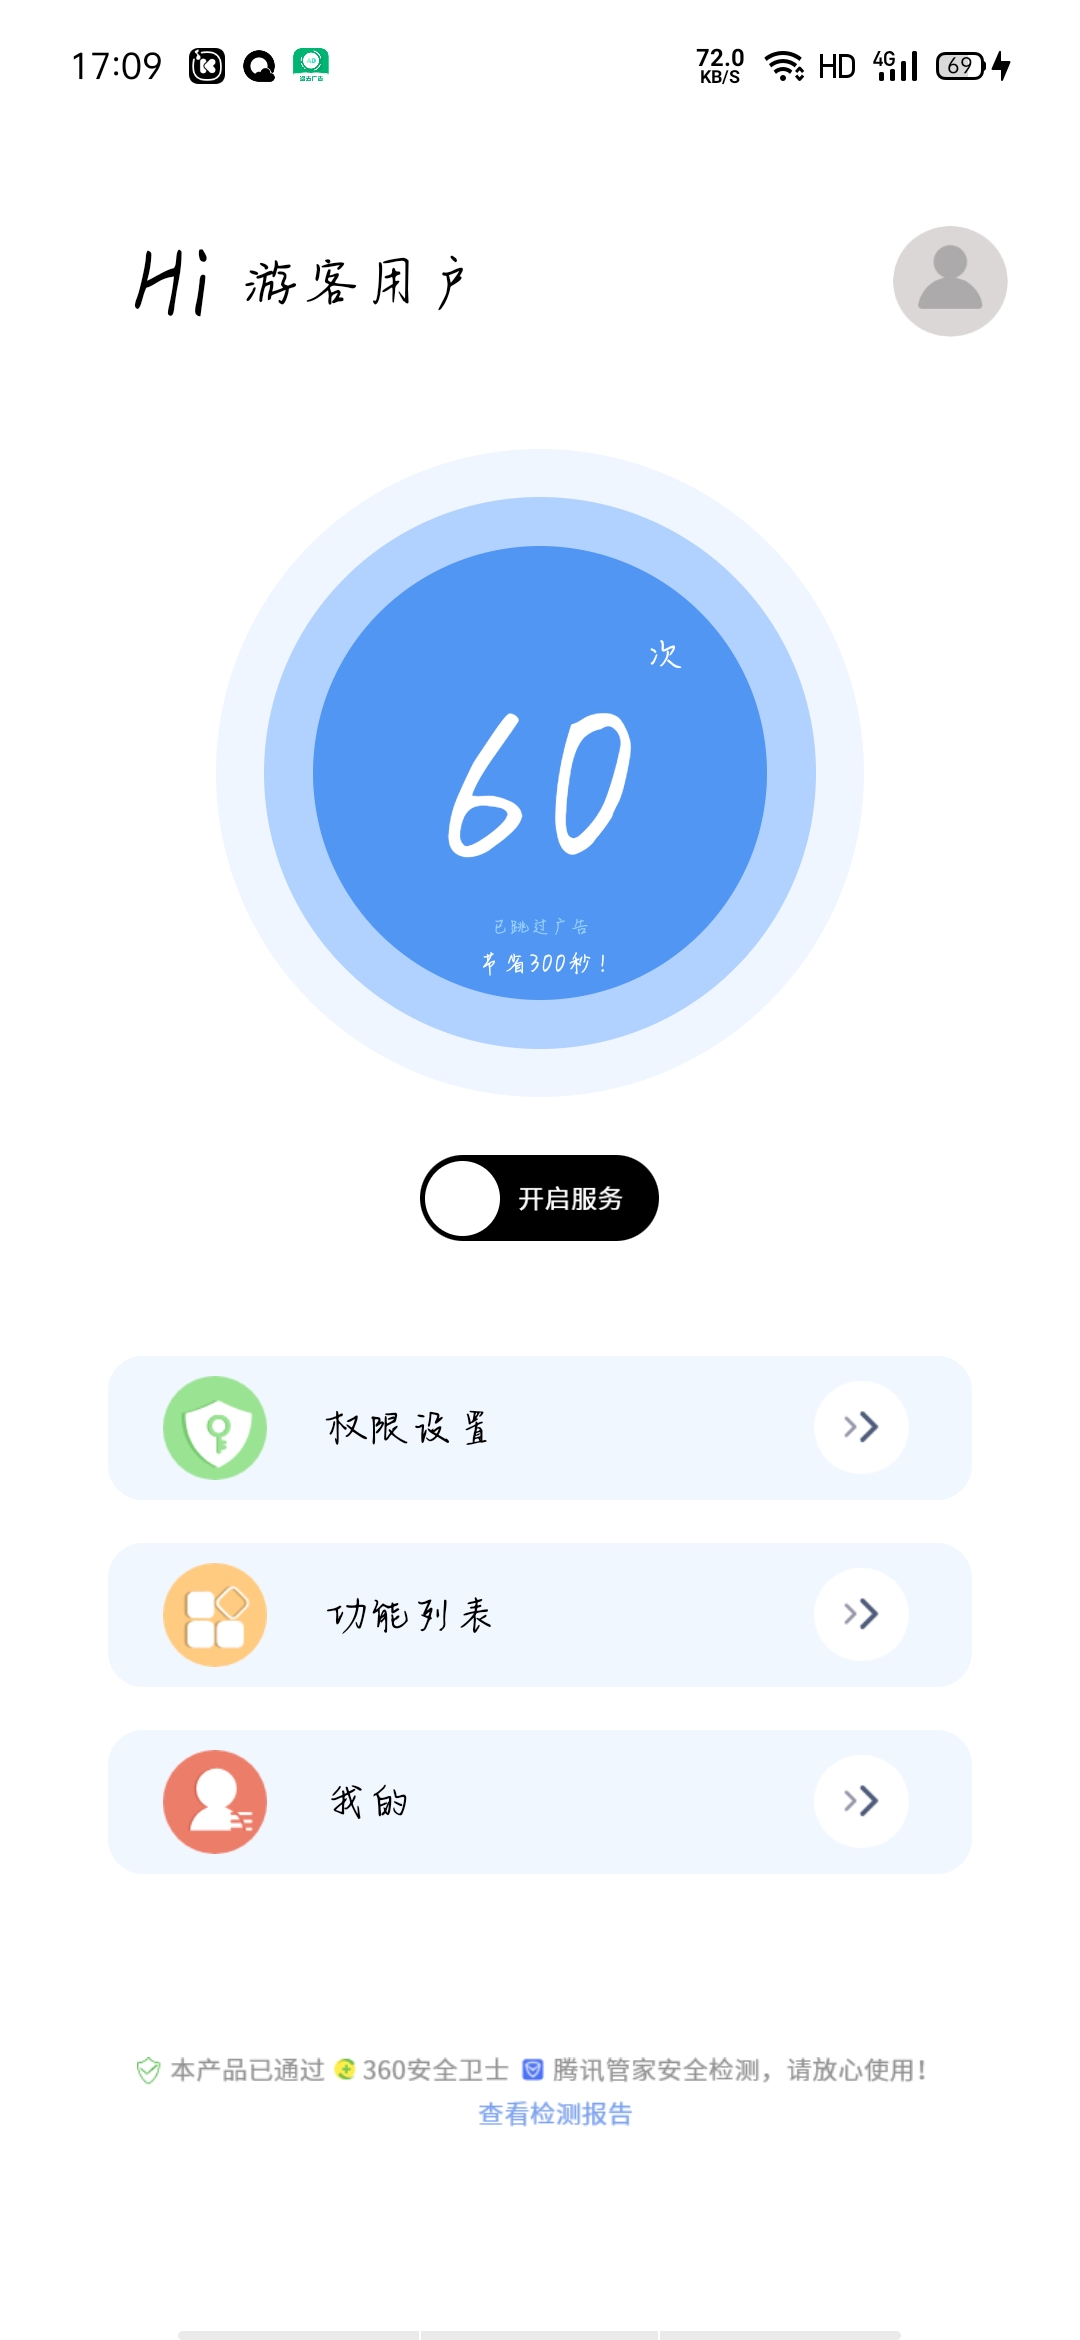 17:09
72.0 KB/S HD 4G 69
Hi 游客用户
次
60
已跳过广告
节省300秒！
开启服务
权限设置
功能列表
我的
本产品已通过 360安全卫士 腾讯管家安全检测，请放心使用！
查看检测报告